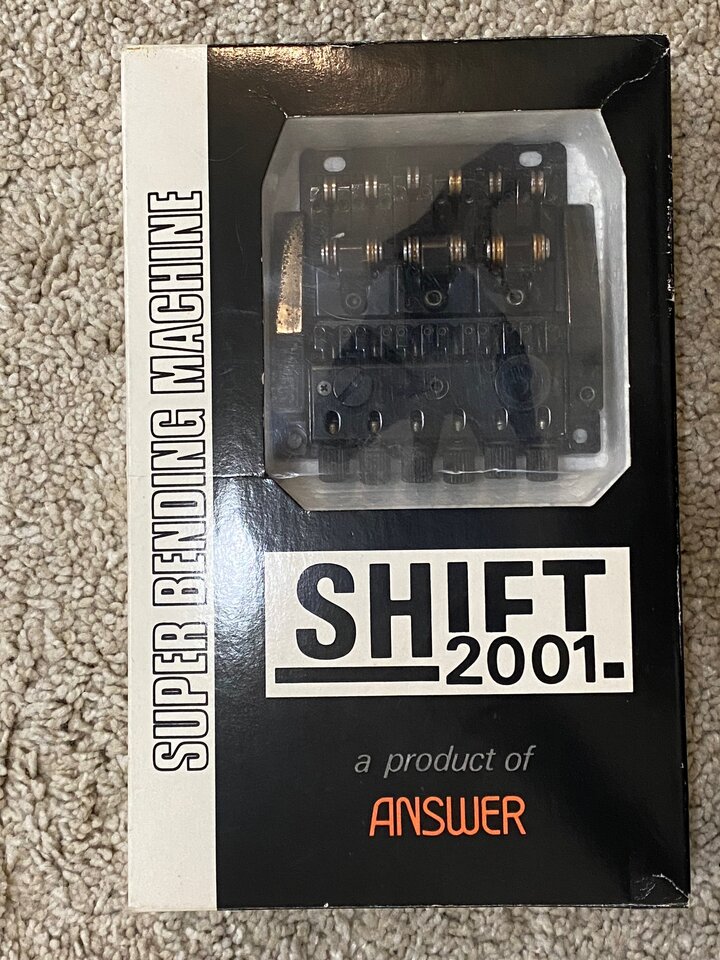 SUPER BENDING MACHINE
SHIFT
2001
a product of
ANSWER